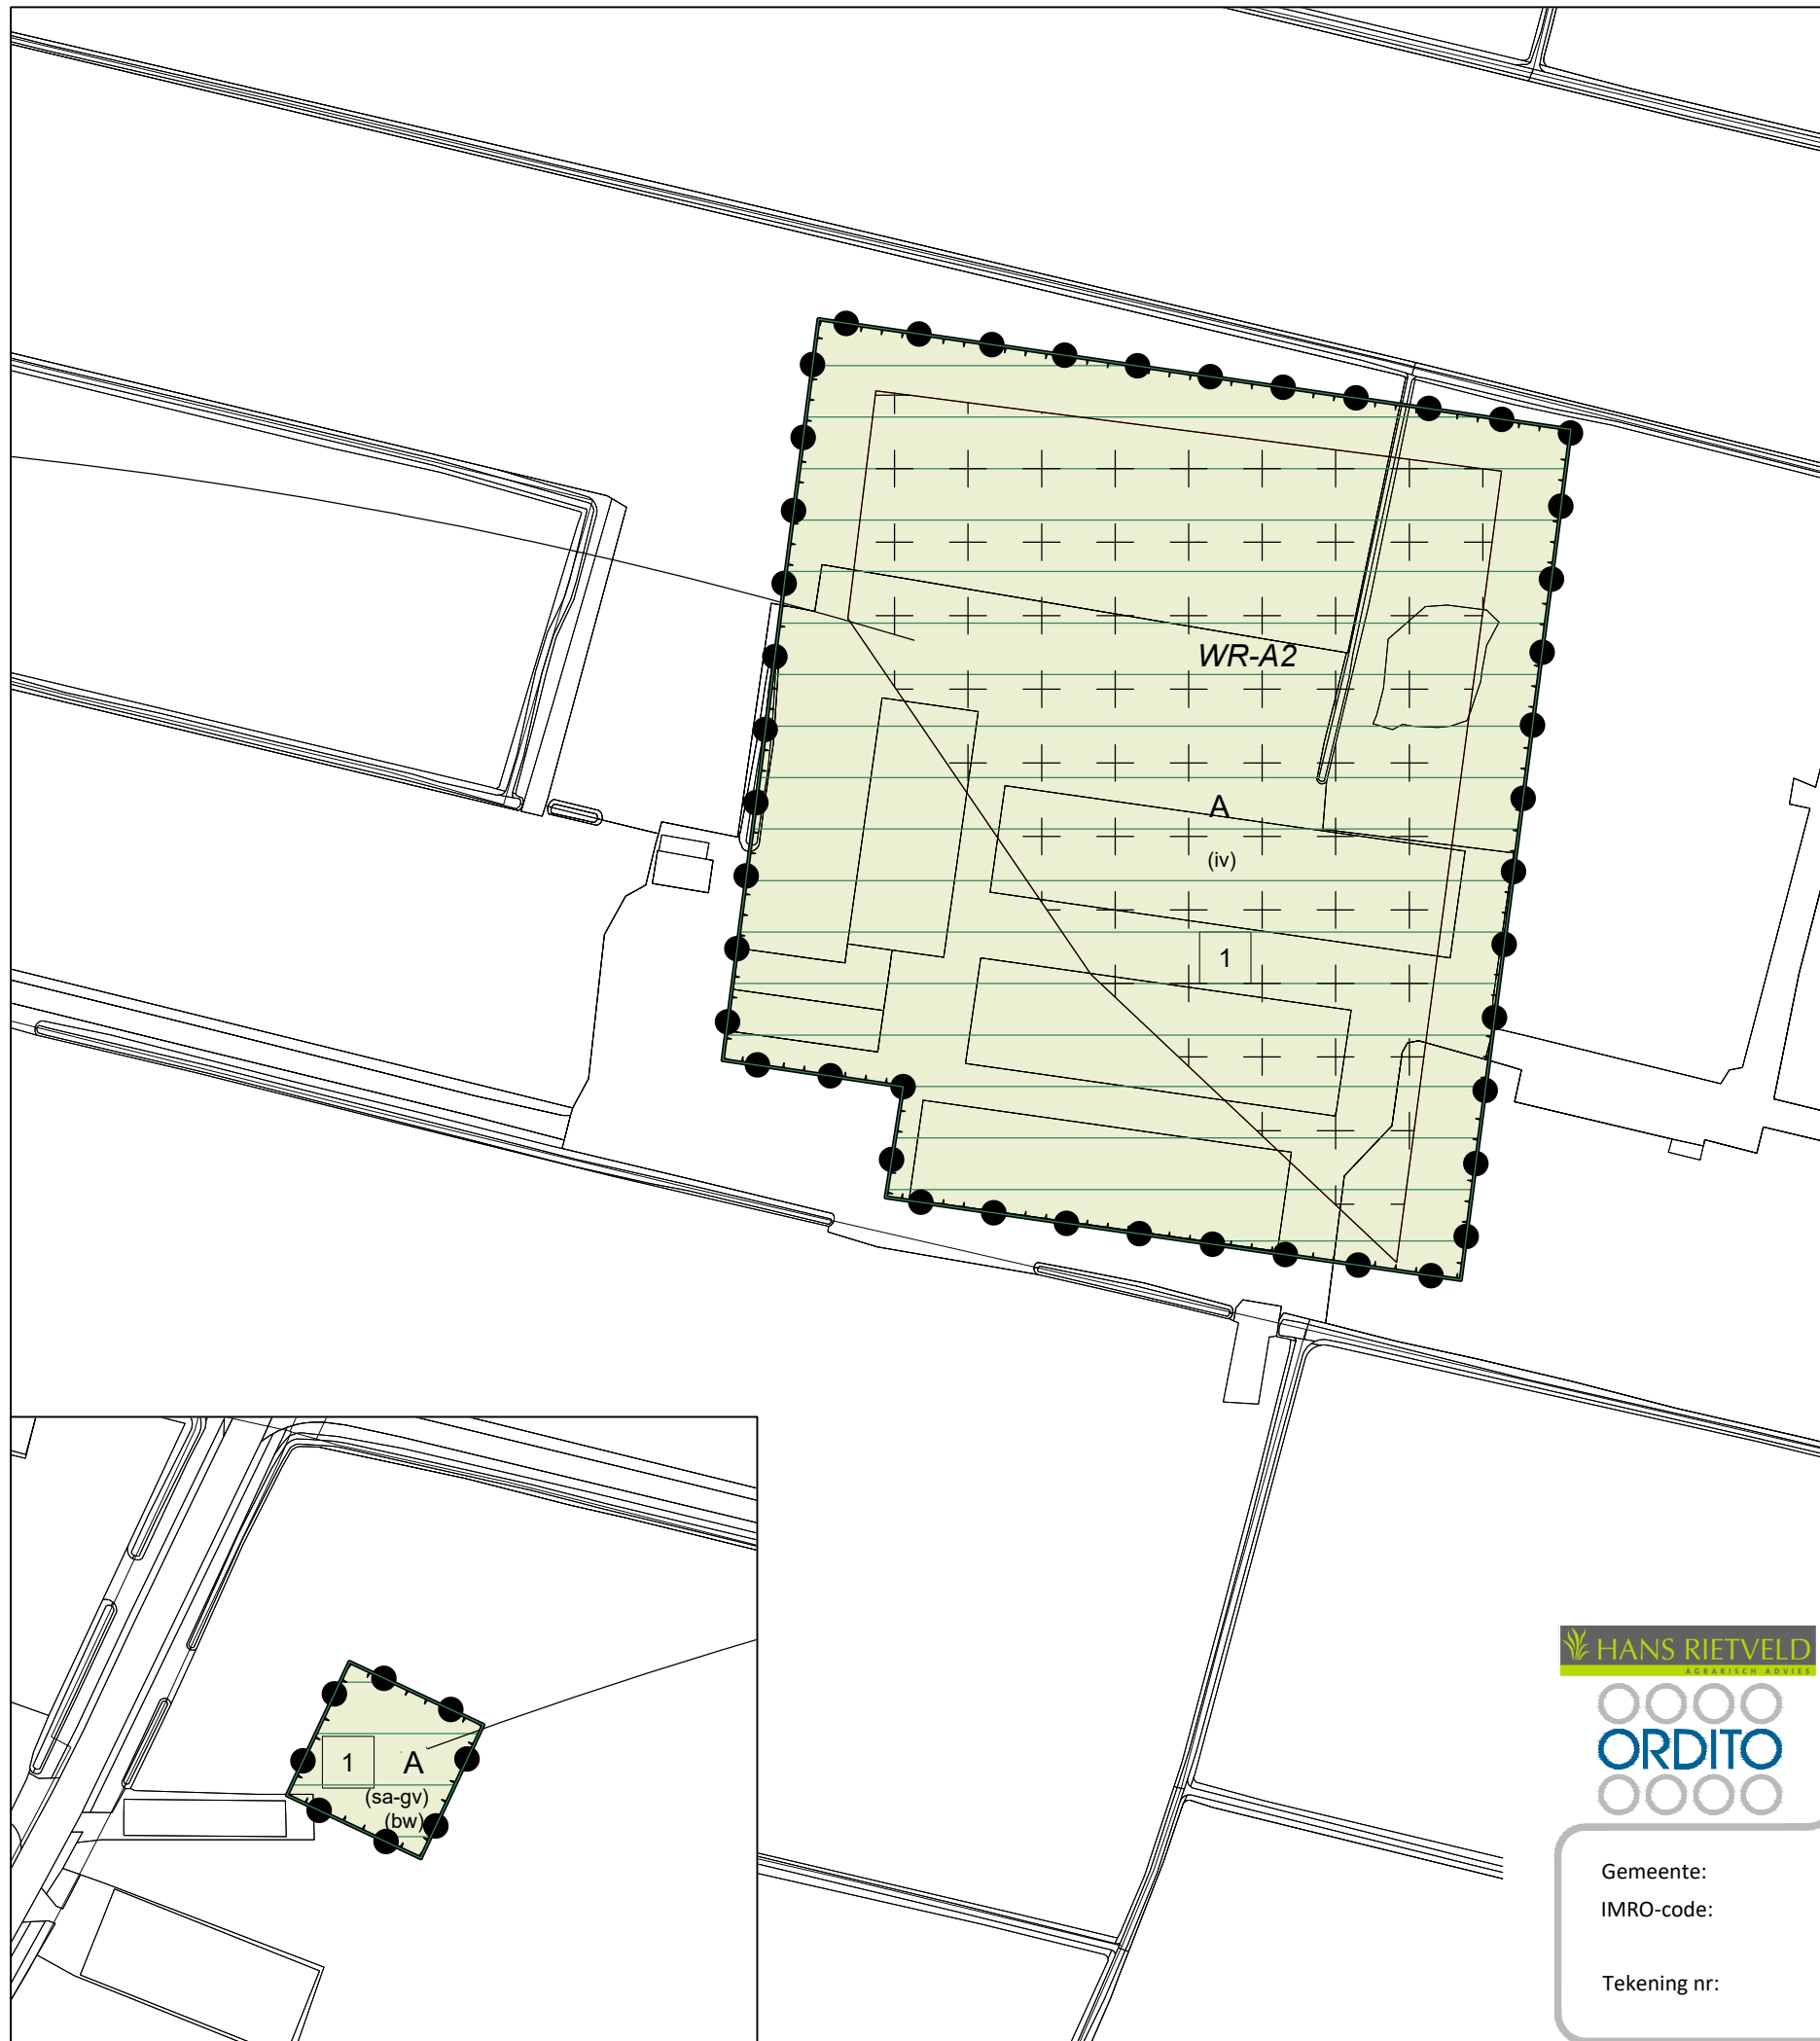 WR-A2
A
(iv)
1
1 A
(sa-gv)
(bw)
HANS RIETVELD
AGRARISCH ADVIES
ORDITO
Gemeente:
IMRO-code:
Tekening nr: